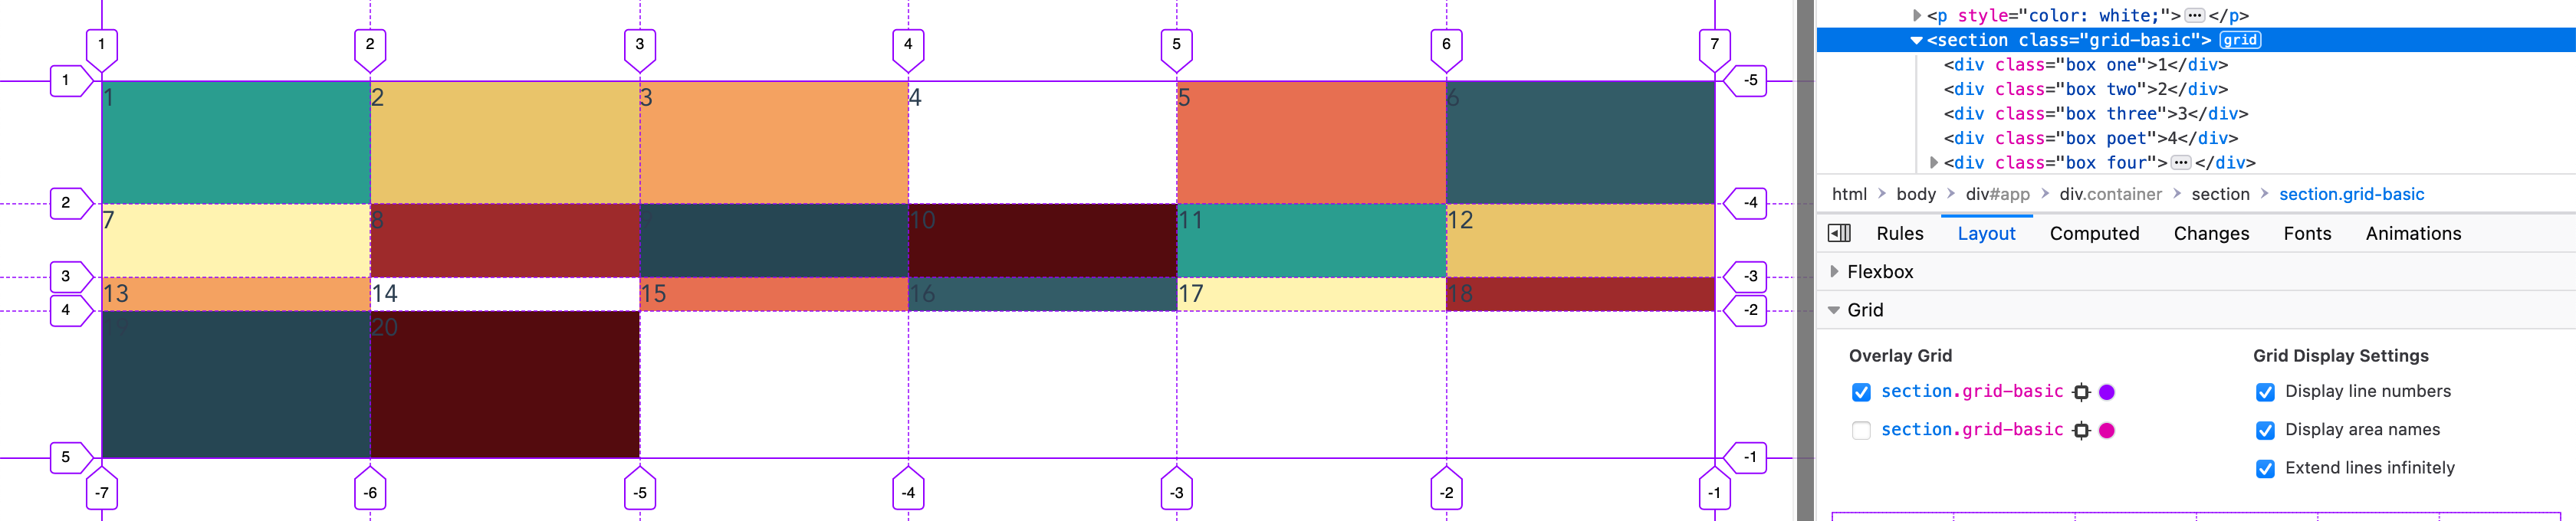 1 2 3 4 5 6 7
1 -5
1 2 3 4 5 6
2 -4
7 8 10 11 12
3 -3
13 14 15 16 17 18
4 -2
19 20
5 -1
-7 -6 -5 -4 -3 -2 -1
<p style="color: white;">…</p>
<section class="grid-basic"> grid
<div class="box one">1</div>
<div class="box two">2</div>
<div class="box three">3</div>
<div class="box poet">4</div>
<div class="box four">…</div>
html > body > div#app > div.container > section > section.grid-basic
Rules Layout Computed Changes Fonts Animations
Flexbox
Grid
Overlay Grid Grid Display Settings
section.grid-basic Display line numbers
section.grid-basic Display area names
Extend lines infinitely